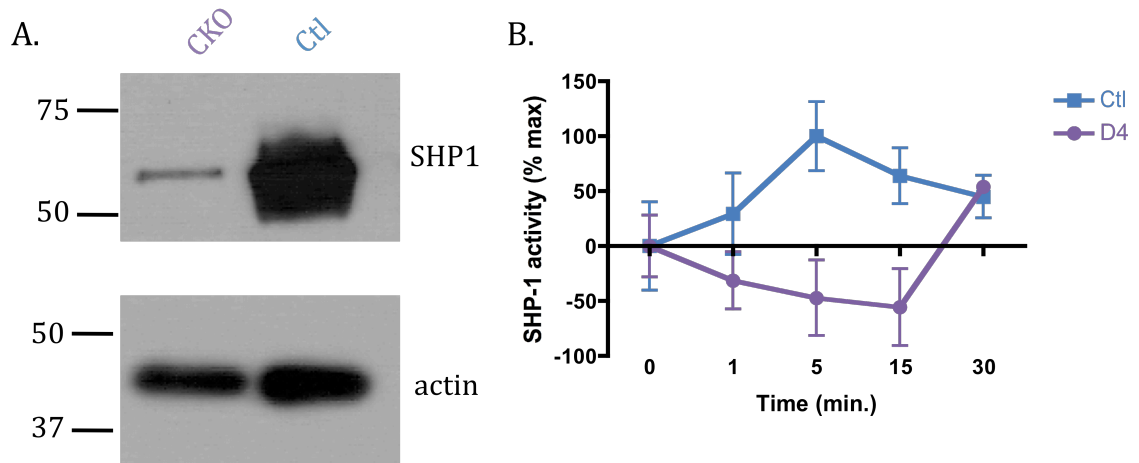 A.
CKO
Ctl
75
50
SHP1
50
37
actin
B.
SHP-1 activity (% max)
150
100
50
0
-50
-100
0 1 5 15 30
Time (min.)
Ctl
D4